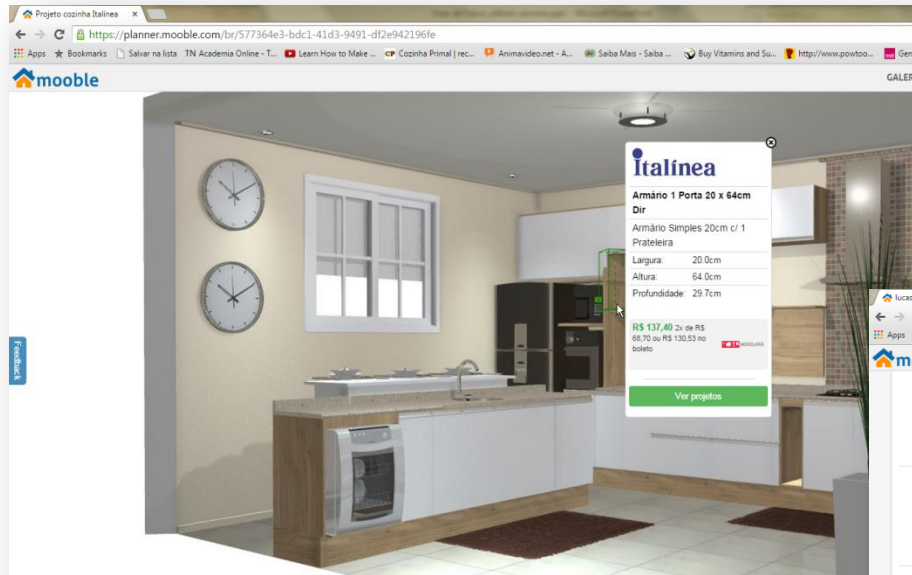 Projeto cozinha Italinea
https://planner.mooble.com/br/577364e3-bdc1-41d3-9491-df2e942196fe
Apps Bookmarks Salvar na lista TN Academia Online - T... Learn How to Make ... CP Cozinha Primal | rec... Animavideo.net - A... Saiba Mais - Saiba ... Buy Vitamins and Su... http://www.powtoo... Ger
mooble
GALER
Italínea
Armário 1 Porta 20 x 64cm
Dir
Armário Simples 20cm c/ 1
Prateleira
Largura: 20.0cm
Altura: 64.0cm
Profundidade: 29.7cm
R$ 137,40 2x de R$
68,70 ou R$ 130,53 no
boleto
Ver projetos
Feedback
lucas
Apps
m